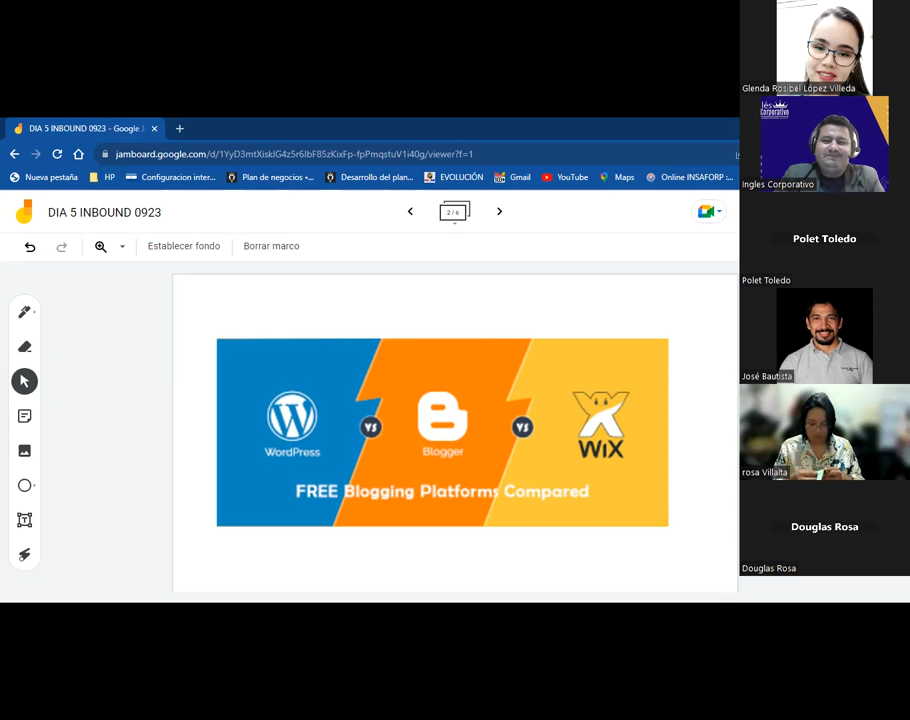 DIA 5 INBOUND 0923 - Google J
jamboard.google.com/d/1YyD3mtXisklG4z5r6IbF85zKixFp-fpPmqstuV1i40g/viewer?f=1
Nueva pestaña
HP
Configuracion inter...
Plan de negocios •...
Desarrollo del plan...
EVOLUCIÓN
Gmail
YouTube
Maps
Online INSAFORP :...
DIA 5 INBOUND 0923
2 / 6
Establecer fondo
Borrar marco
WordPress
VS
Blogger
VS
WiX
FREE Blogging Platforms Compared
Glenda Rosibel López Villeda
Inglés
Corporativo
Ingles Corporativo
Polet Toledo
Polet Toledo
José Bautista
rosa Villalta
Douglas Rosa
Douglas Rosa